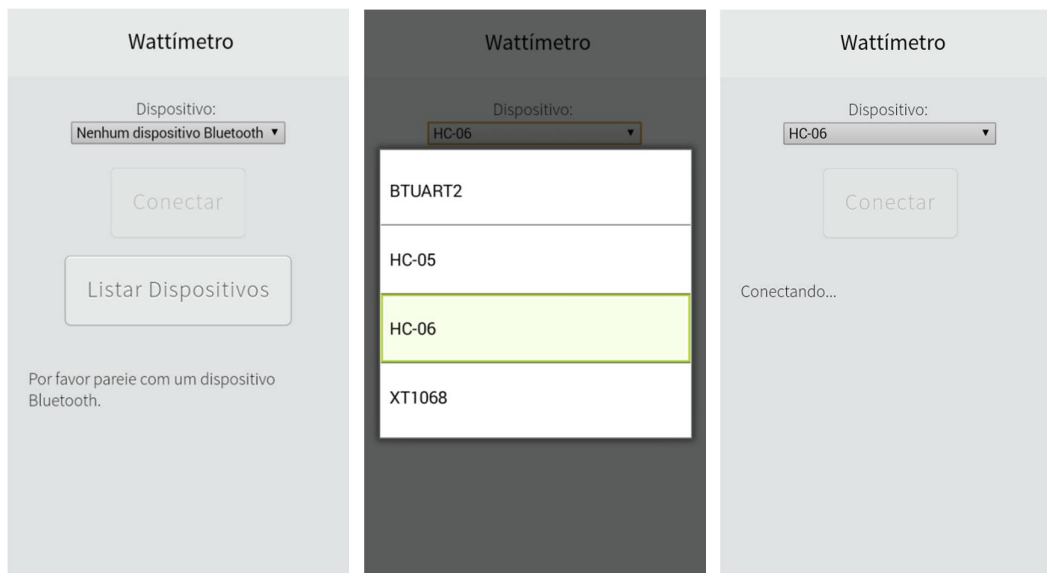 Wattímetro
Dispositivo:
Nenhum dispositivo Bluetooth
Conectar
Listar Dispositivos
Por favor pareie com um dispositivo
Bluetooth.
Wattímetro
Dispositivo:
HC-06
BTUART2
HC-05
HC-06
XT1068
Wattímetro
Dispositivo:
HC-06
Conectar
Conectando...